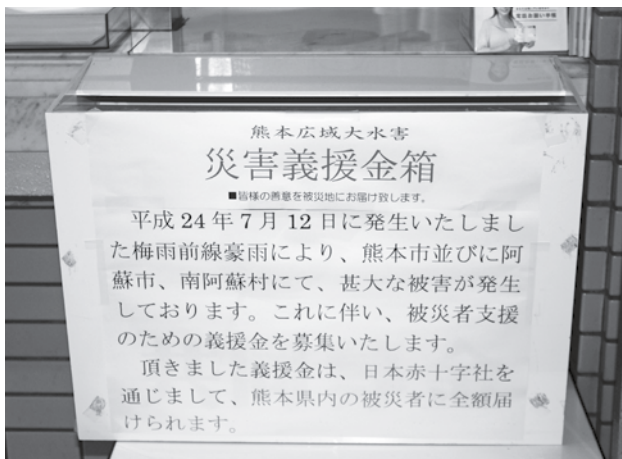 熊本広域大水害
災害義援金箱
■皆様の善意を被災地にお届け致します。
平成24年7月12日に発生いたしまし
た梅雨前線豪雨により、熊本市並びに阿
蘇市、南阿蘇村にて、甚大な被害が発生
しております。これに伴い、被災者支援
のための義援金を募集いたします。
頂きました義援金は、日本赤十字社を
通じまして、熊本県内の被災者に全額届
けられます。